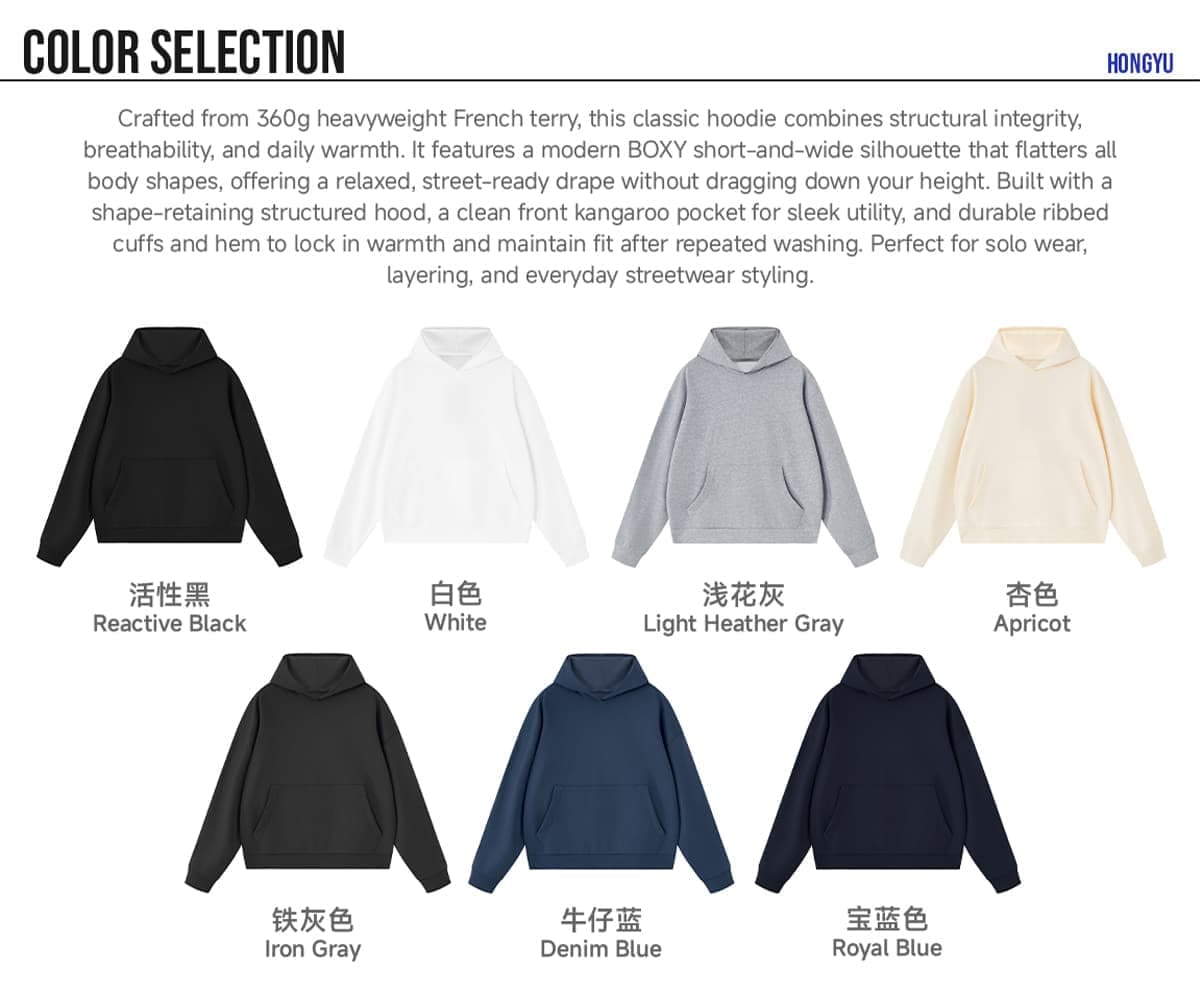 COLOR SELECTION
HONGYU
Crafted from 360g heavyweight French terry, this classic hoodie combines structural integrity,
breathability, and daily warmth. It features a modern BOXY short-and-wide silhouette that flatters all
body shapes, offering a relaxed, street-ready drape without dragging down your height. Built with a
shape-retaining structured hood, a clean front kangaroo pocket for sleek utility, and durable ribbed
cuffs and hem to lock in warmth and maintain fit after repeated washing. Perfect for solo wear,
layering, and everyday streetwear styling.
活性黑
Reactive Black
白色
White
浅花灰
Light Heather Gray
杏色
Apricot
铁灰色
Iron Gray
牛仔蓝
Denim Blue
宝蓝色
Royal Blue